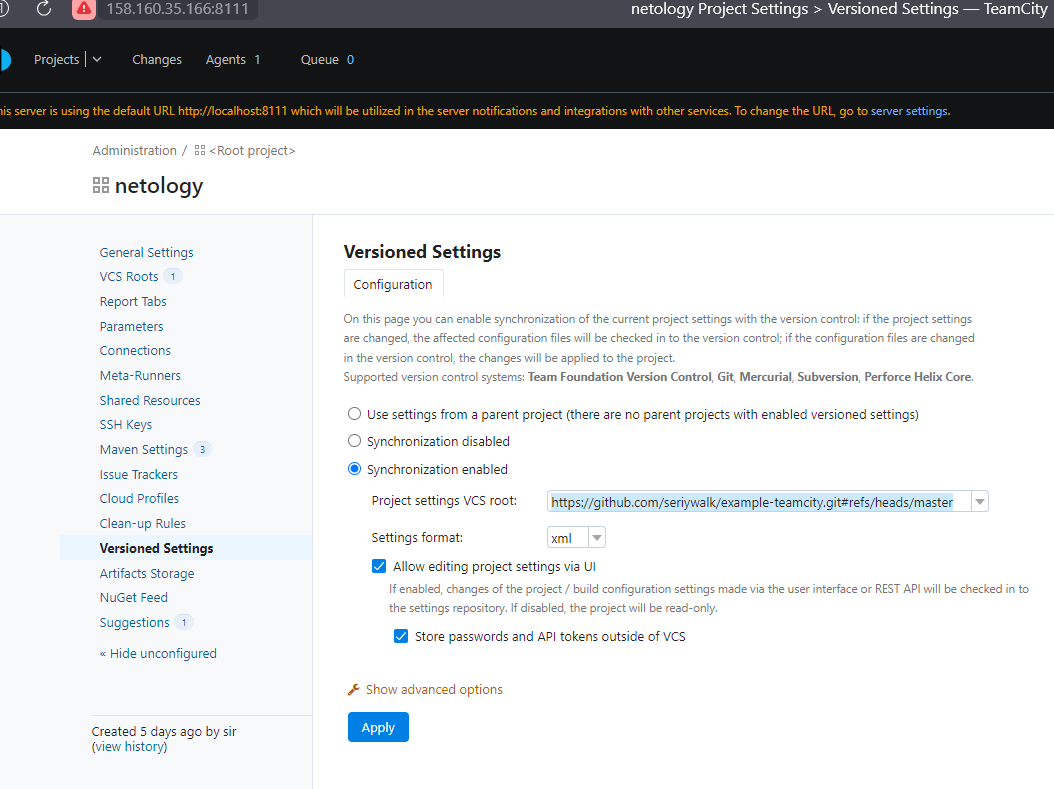 158.160.35.166:8111
netology Project Settings > Versioned Settings — TeamCity
Projects
Changes
Agents 1
Queue 0
his server is using the default URL http://localhost:8111 which will be utilized in the server notifications and integrations with other services. To change the URL, go to server settings.
Administration / <Root project>
netology
General Settings
VCS Roots 1
Report Tabs
Parameters
Connections
Meta-Runners
Shared Resources
SSH Keys
Maven Settings 3
Issue Trackers
Cloud Profiles
Clean-up Rules
Versioned Settings
Artifacts Storage
NuGet Feed
Suggestions 1
« Hide unconfigured
Created 5 days ago by sir
(view history)
Versioned Settings
Configuration
On this page you can enable synchronization of the current project settings with the version control: if the project settings
are changed, the affected configuration files will be checked in to the version control; if the configuration files are changed
in the version control, the changes will be applied to the project.
Supported version control systems: Team Foundation Version Control, Git, Mercurial, Subversion, Perforce Helix Core.
Use settings from a parent project (there are no parent projects with enabled versioned settings)
Synchronization disabled
Synchronization enabled
Project settings VCS root: https://github.com/seriywalk/example-teamcity.git#refs/heads/master
Settings format: xml
Allow editing project settings via UI
If enabled, changes of the project / build configuration settings made via the user interface or REST API will be checked in to
the settings repository. If disabled, the project will be read-only.
Store passwords and API tokens outside of VCS
Show advanced options
Apply